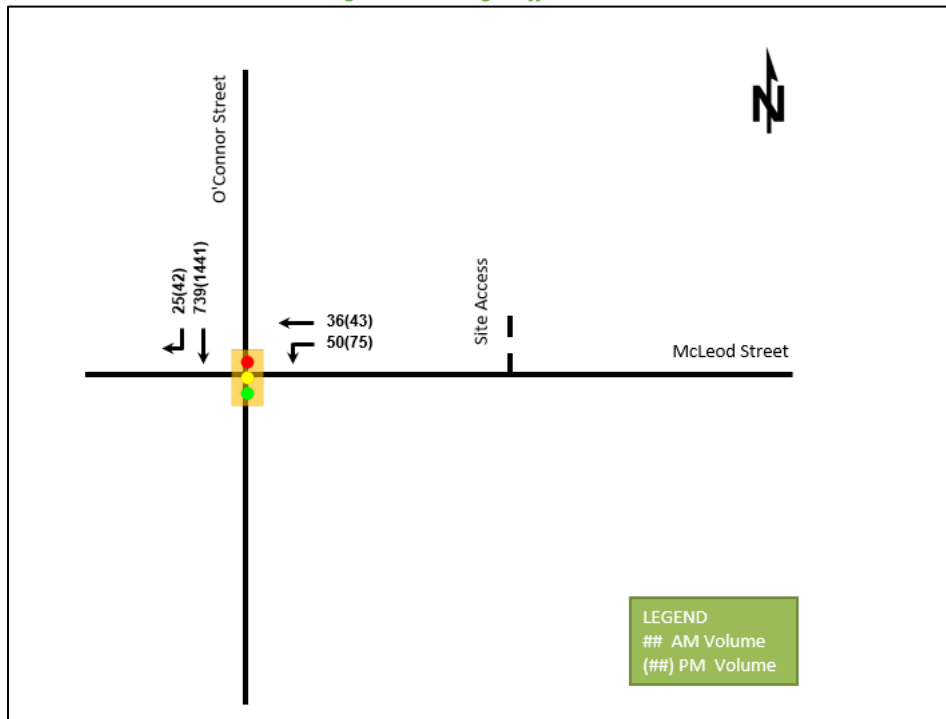 O'Connor Street
N
25(42)
739(1441)
36(43)
50(75)
Site Access
McLeod Street
LEGEND
## AM Volume
(##) PM Volume